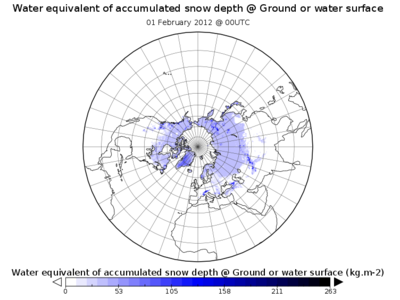 Water equivalent of accumulated snow depth @ Ground or water surface
01 February 2012 @ 00UTC
Water equivalent of accumulated snow depth @ Ground or water surface (kg.m-2)
0 53 105 158 211 263